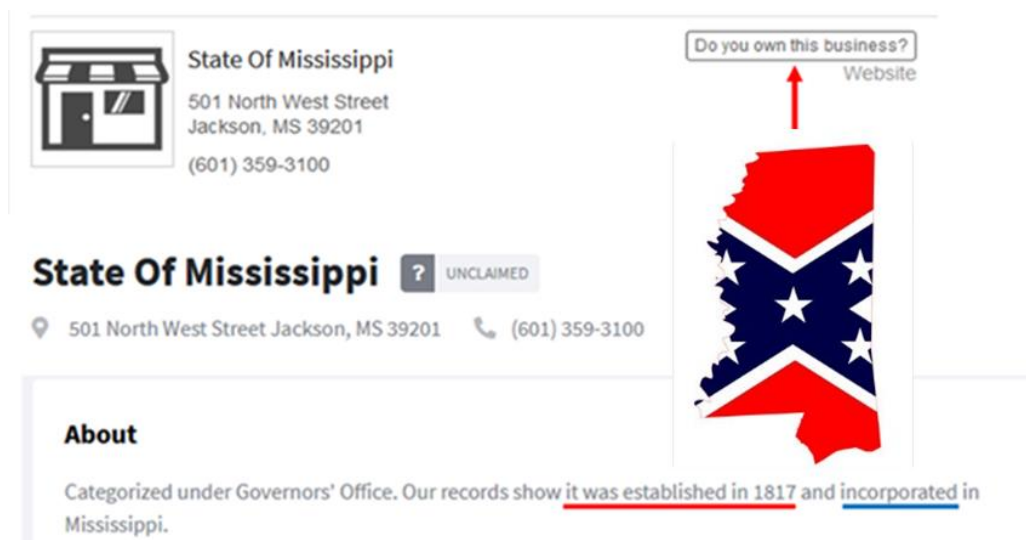 State Of Mississippi
501 North West Street
Jackson, MS 39201
(601) 359-3100
Do you own this business?
Website
State Of Mississippi ? UNCLAIMED
501 North West Street Jackson, MS 39201 (601) 359-3100
About
Categorized under Governors' Office. Our records show it was established in 1817 and incorporated in
Mississippi.